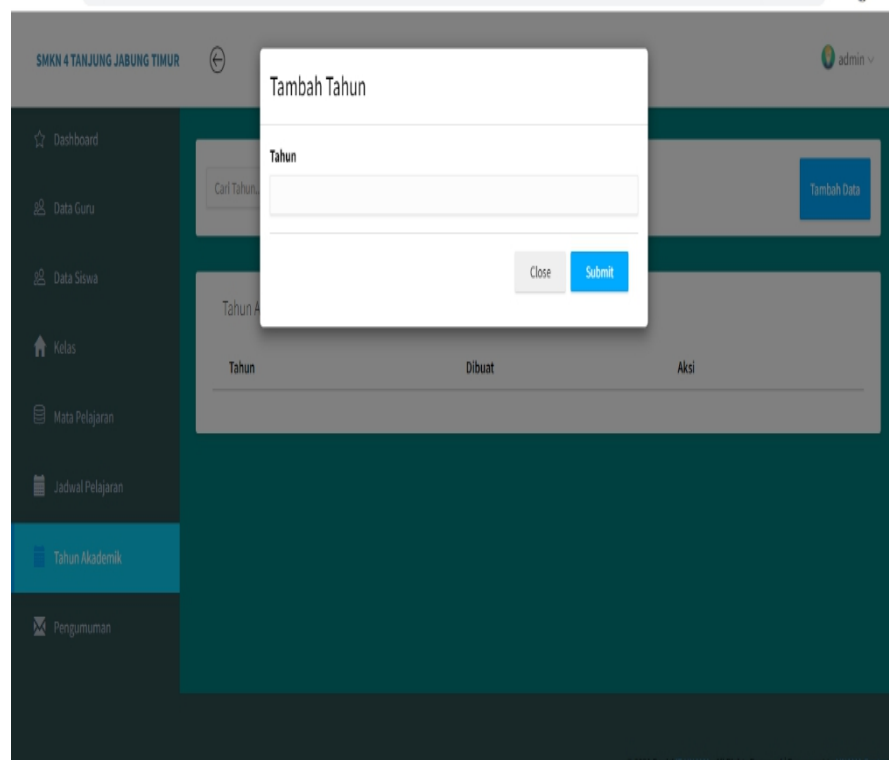 SMKN 4 TANJUNG JABUNG TIMUR
admin
Dashboard
Data Guru
Data Siswa
Kelas
Mata Pelajaran
Jadwal Pelajaran
Tahun Akademik
Pengumuman
Tambah Tahun
Tahun
Close
Submit
Cari Tahun..
Tambah Data
Tahun A
Tahun Dibuat Aksi